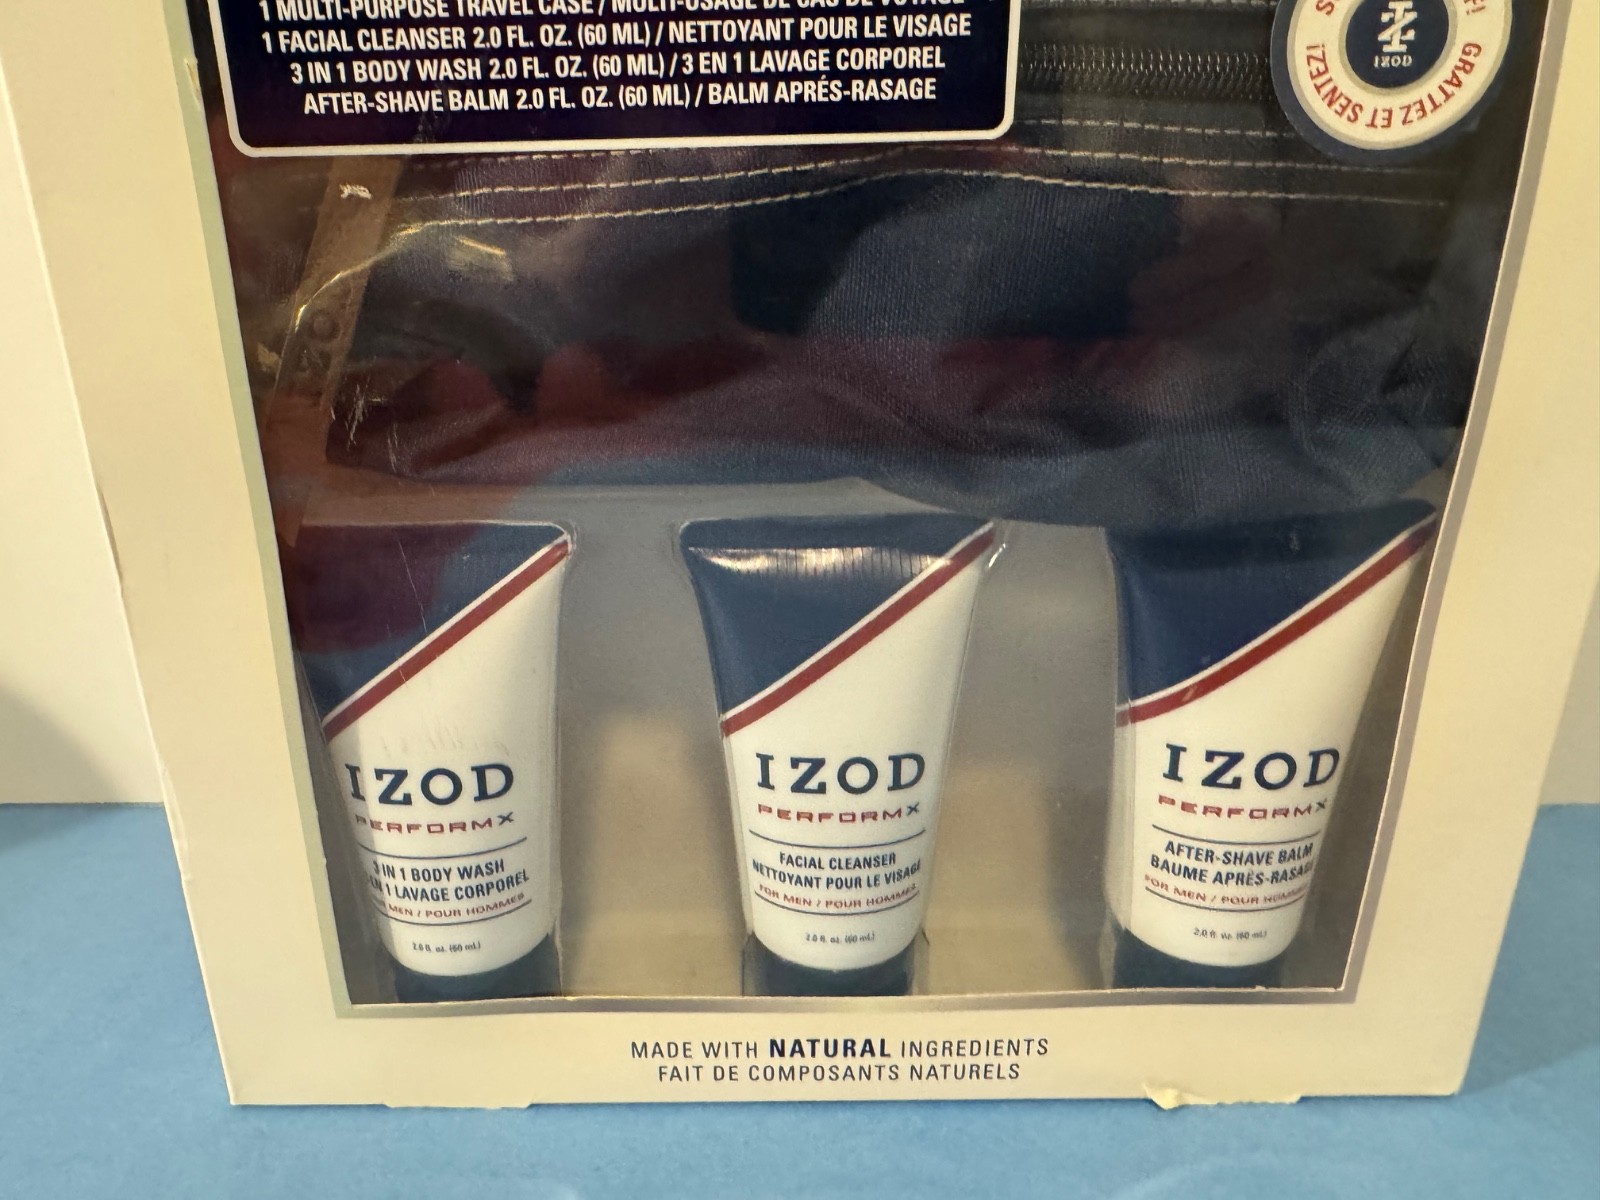 1 MULTI-PURPOSE TRAVEL CASE / MULTI-USAGE DE CAS DE VOYAGE
1 FACIAL CLEANSER 2.0 FL. OZ. (60 ML) / NETTOYANT POUR LE VISAGE
3 IN 1 BODY WASH 2.0 FL. OZ. (60 ML) / 3 EN 1 LAVAGE CORPOREL
AFTER-SHAVE BALM 2.0 FL. OZ. (60 ML) / BALM APRÉS-RASAGE
IZOD
GRATTEZ ET SENTEZ!
IZOD
PERFORMX
3 IN 1 BODY WASH
EN 1 LAVAGE CORPOREL
MEN / POUR HOMMES
2.0 fl. oz. (60 mL)
IZOD
PERFORMX
FACIAL CLEANSER
NETTOYANT POUR LE VISAGE
FOR MEN / POUR HOMMES
2.0 fl. oz. (60 mL)
IZOD
PERFORMX
AFTER-SHAVE BALM
BAUME APRÈS-RASAGE
FOR MEN / POUR HOMMES
2.0 fl. oz. (60 mL)
MADE WITH NATURAL INGREDIENTS
FAIT DE COMPOSANTS NATURELS